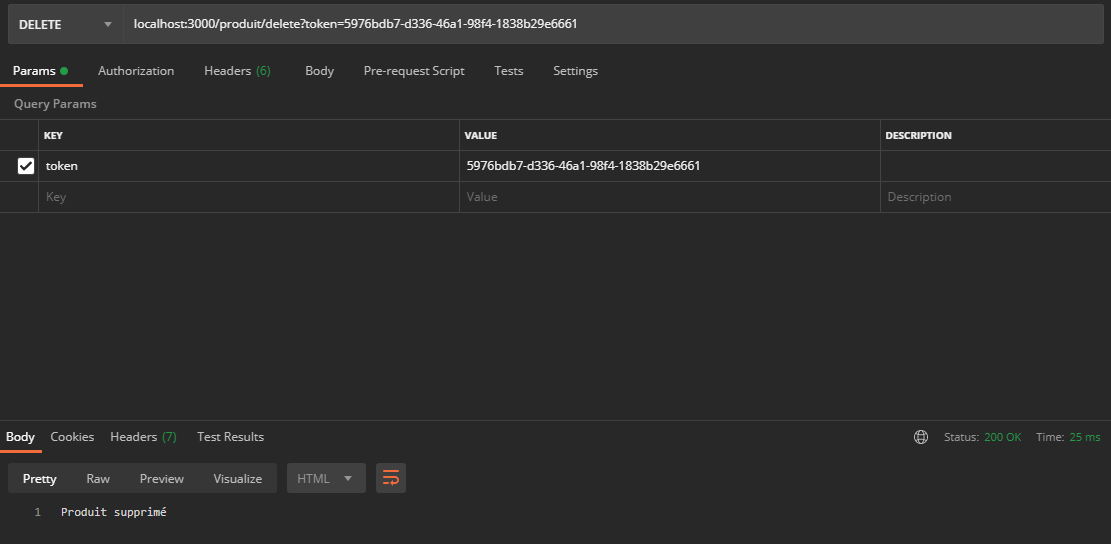 DELETE localhost:3000/produit/delete?token=5976bdb7-d336-46a1-98f4-1838b29e6661
Params Authorization Headers (6) Body Pre-request Script Tests Settings
Query Params
KEY VALUE DESCRIPTION
token 5976bdb7-d336-46a1-98f4-1838b29e6661
Key Value Description
Body Cookies Headers (7) Test Results Status: 200 OK Time: 25 ms
Pretty Raw Preview Visualize HTML
1 Produit supprimé